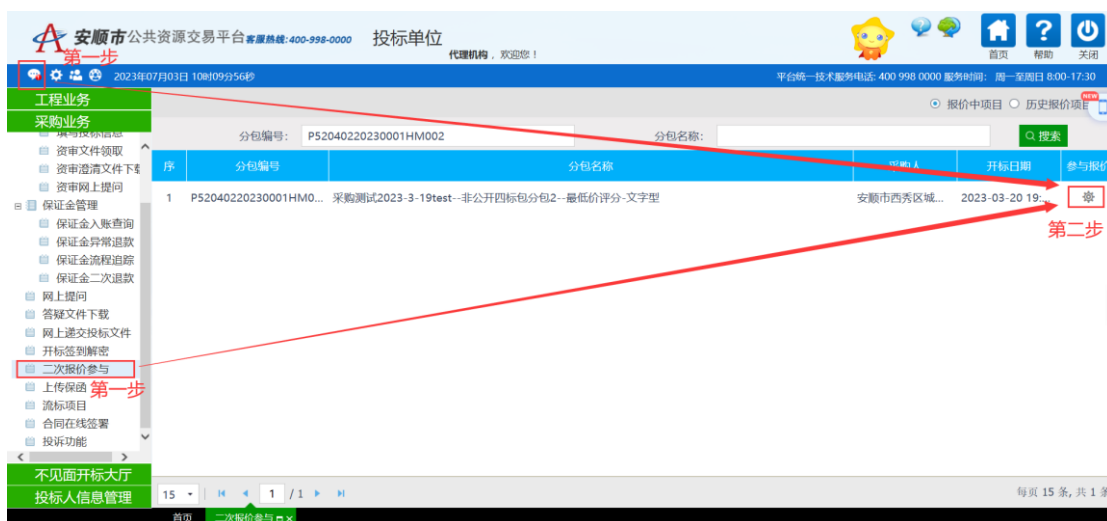 安顺市公共资源交易平台客服热线:400-998-0000 投标单位
代理机构，欢迎您！
首页 帮助 关闭
第一步
2023年07月03日 10时09分56秒 平台统一技术服务电话: 400 998 0000 服务时间: 周一至周日 8:00-17:30
工程业务
报价中项目 历史报价项目
NEW
采购业务
填写投标信息
分包编号: P52040220230001HM002 分包名称: 搜索
资审文件领取
资审澄清文件下载
资审网上提问
序 分包编号 分包名称 采购人 开标日期 参与报价
1 P52040220230001HM0... 采购测试2023-3-19test--非公开四标包分包2--最低价评分-文字型 安顺市西秀区城... 2023-03-20 19:...
第二步
保证金管理
保证金入账查询
保证金异常退款
保证金流程追踪
保证金二次退款
网上提问
答疑文件下载
网上递交投标文件
开标签到解密
二次报价参与
上传保函
第一步
流标项目
合同在线签署
投诉功能
不见面开标大厅
投标人信息管理
15 1 / 1 每页 15 条, 共 1 条
首页 二次报价参与